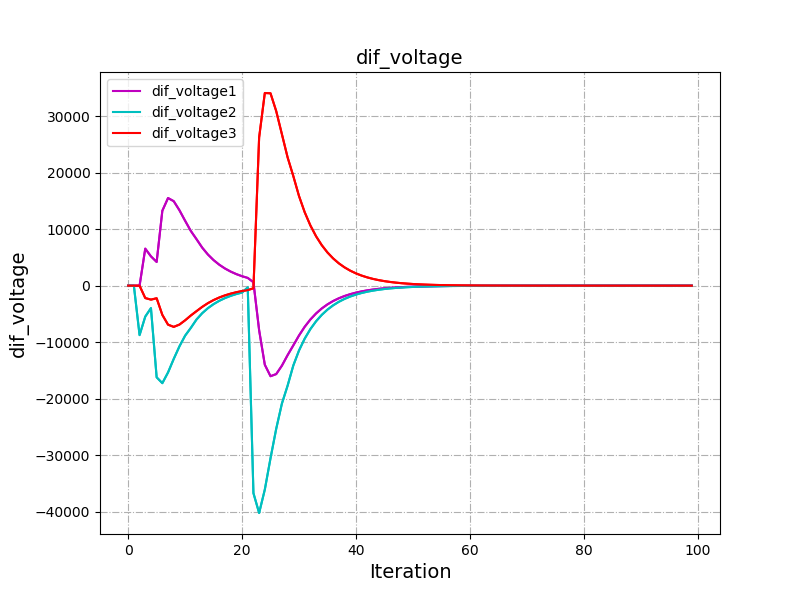 dif_voltage
dif_voltage1
dif_voltage2
dif_voltage3
30000
20000
10000
0
−10000
−20000
−30000
−40000
dif_voltage
0 20 40 60 80 100
Iteration